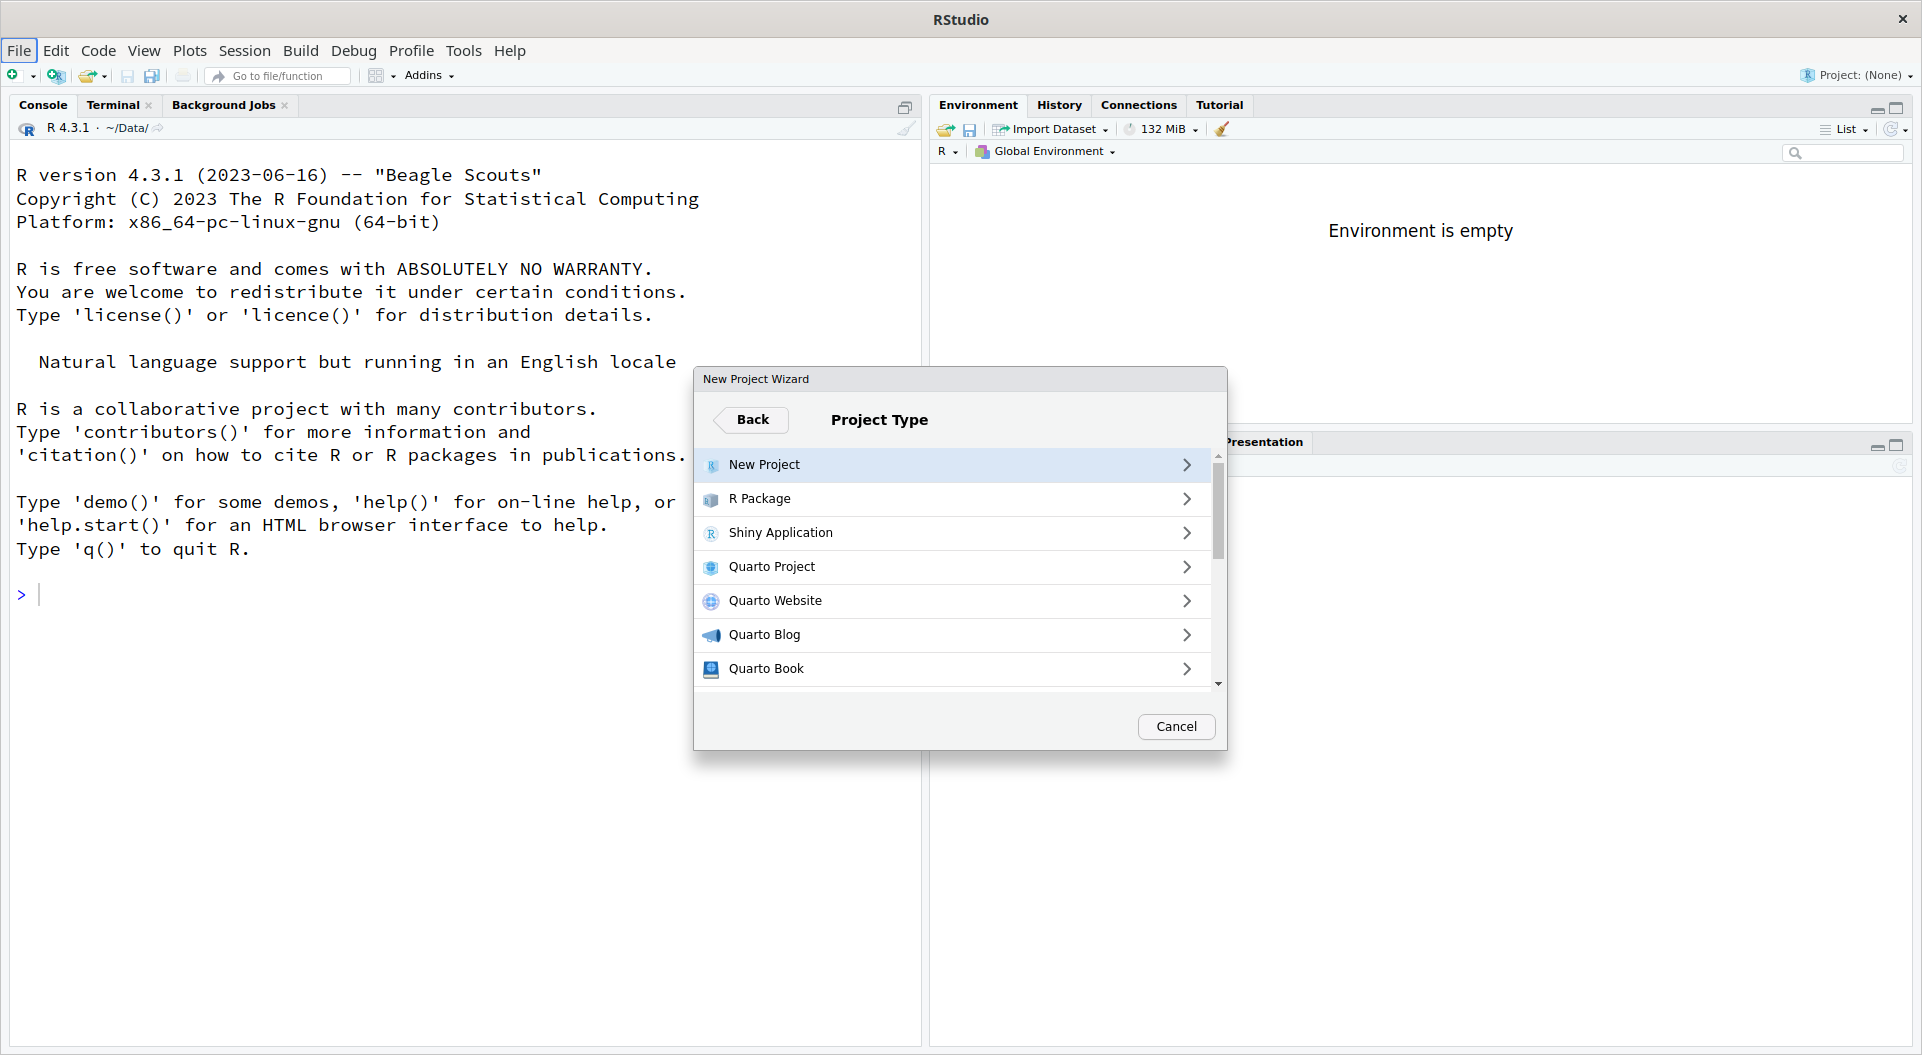 RStudio
File Edit Code View Plots Session Build Debug Profile Tools Help
Go to file/function Addins Project: (None)
Console Terminal Background Jobs
R 4.3.1 · ~/Data/
R version 4.3.1 (2023-06-16) -- "Beagle Scouts"
Copyright (C) 2023 The R Foundation for Statistical Computing
Platform: x86_64-pc-linux-gnu (64-bit)
R is free software and comes with ABSOLUTELY NO WARRANTY.
You are welcome to redistribute it under certain conditions.
Type 'license()' or 'licence()' for distribution details.
Natural language support but running in an English locale
R is a collaborative project with many contributors.
Type 'contributors()' for more information and
'citation()' on how to cite R or R packages in publications.
Type 'demo()' for some demos, 'help()' for on-line help, or
'help.start()' for an HTML browser interface to help.
Type 'q()' to quit R.
>
Environment History Connections Tutorial
Import Dataset 132 MiB List
R Global Environment
Environment is empty
Presentation
New Project Wizard
Back Project Type
New Project
R Package
Shiny Application
Quarto Project
Quarto Website
Quarto Blog
Quarto Book
Cancel